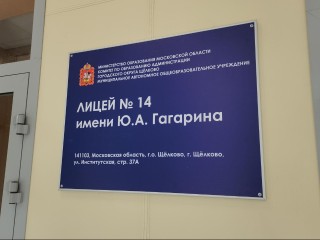 МИНИСТЕРСТВО ОБРАЗОВАНИЯ МОСКОВСКОЙ ОБЛАСТИ
КОМИТЕТ ПО ОБРАЗОВАНИЮ АДМИНИСТРАЦИИ
ГОРОДСКОГО ОКРУГА ЩЁЛКОВО
МУНИЦИПАЛЬНОЕ АВТОНОМНОЕ ОБЩЕОБРАЗОВАТЕЛЬНОЕ УЧРЕЖДЕНИЕ
ЛИЦЕЙ № 14
имени Ю.А. Гагарина
141103, Московская область, г.о. Щёлково, г. Щёлково,
ул. Институтская, стр. 37А